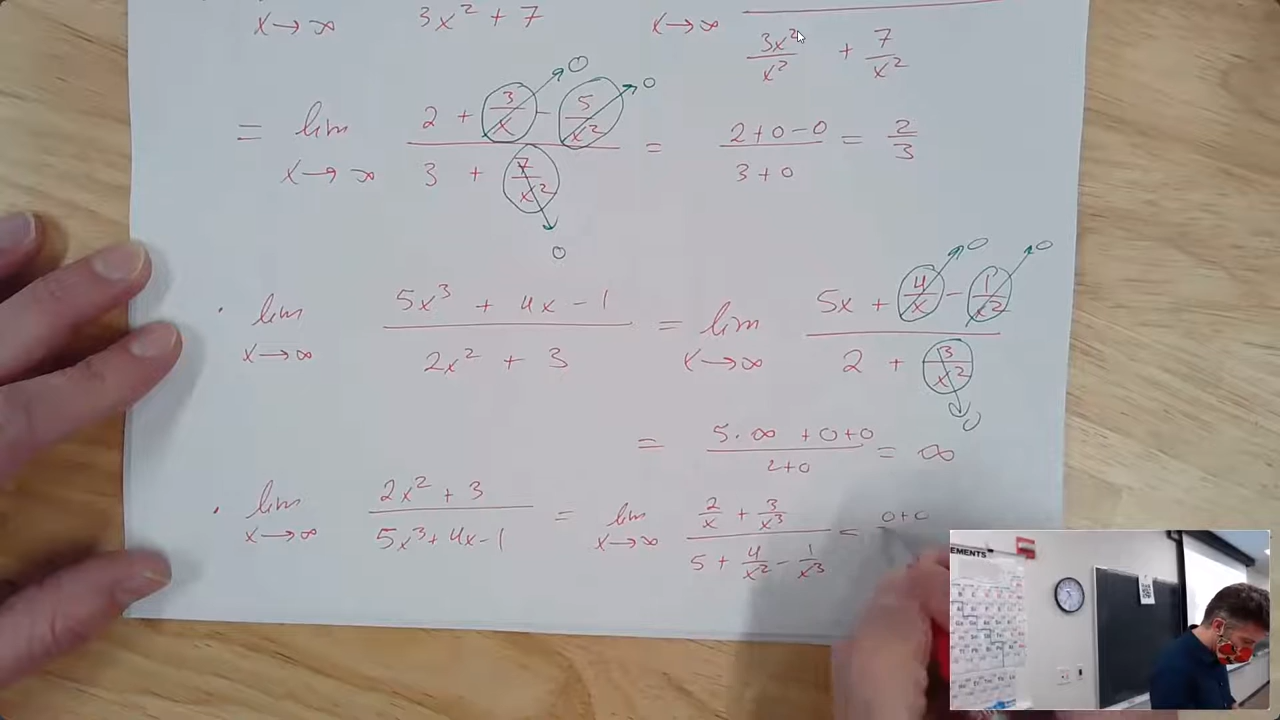 x→∞ 3x² + 7 x→∞ 3x²/x² + 7/x²
= lim x→∞ (2 + 3/x − 5/x²)/(3 + 7/x²) = (2+0−0)/(3+0) = 2/3
0 0
0
· lim x→∞ (5x³ + 4x − 1)/(2x² + 3) = lim x→∞ (5x + 4/x − 1/x²)/(2 + 3/x²)
0 0
0
= (5·∞ + 0+0)/(2+0) = ∞
· lim x→∞ (2x² + 3)/(5x³ + 4x − 1) = lim x→∞ (2/x + 3/x³)/(5 + 4/x² − 1/x³) = 0+0
EMENTS